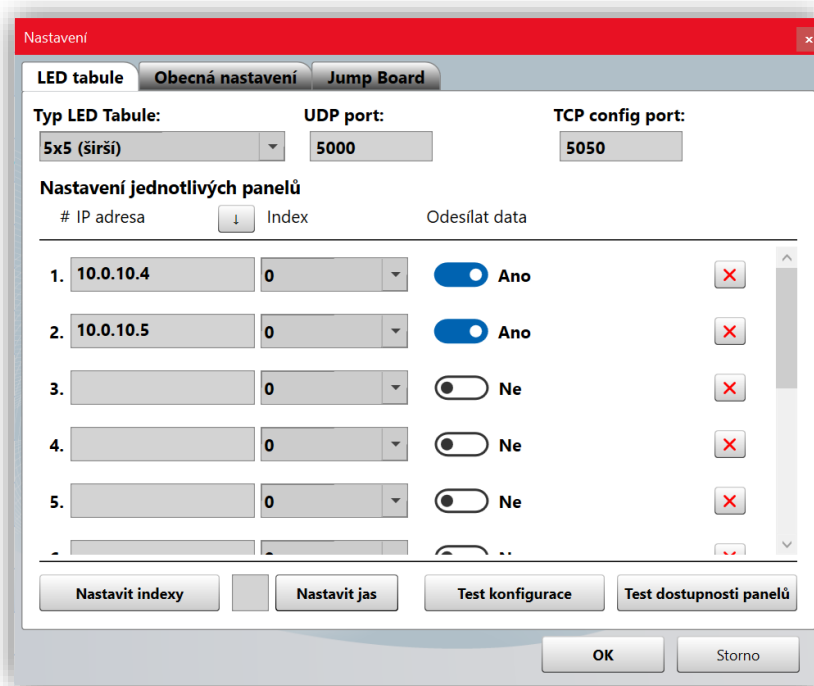 Nastavení
LED tabule Obecná nastavení Jump Board
Typ LED Tabule: UDP port: TCP config port:
5x5 (širší) 5000 5050
Nastavení jednotlivých panelů
# IP adresa ↓ Index Odesílat data
1. 10.0.10.4 0 Ano
2. 10.0.10.5 0 Ano
3. 0 Ne
4. 0 Ne
5. 0 Ne
Nastavit indexy Nastavit jas Test konfigurace Test dostupnosti panelů
OK Storno